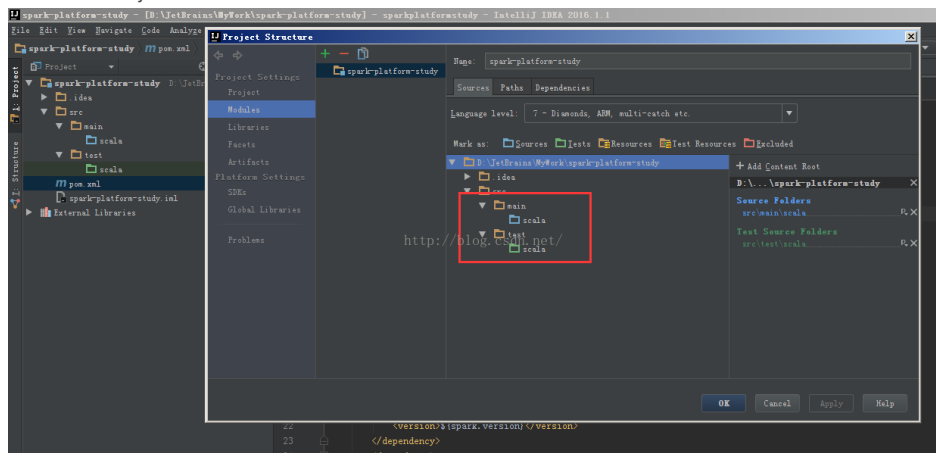 spark-platform-study - [D:\JetBrains\MyWork\spark-platform-study] - sparkplatformstudy - IntelliJ IDEA 2016.1.1
File Edit View Navigate Code Analyze
spark-platform-study m pom.xml
Project
spark-platform-study D:\JetBr
.idea
src
main
scala
test
scala
m pom.xml
spark-platform-study.iml
External Libraries
1: Project
7: Structure
Project Structure
Project Settings
Project
Modules
Libraries
Facets
Artifacts
Platform Settings
SDKs
Global Libraries
Problems
spark-platform-study
Name: spark-platform-study
Sources Paths Dependencies
Language level: 7 - Diamonds, ARM, multi-catch etc.
Mark as: Sources Tests Resources Test Resources Excluded
D:\JetBrains\MyWork\spark-platform-study
.idea
src
main
scala
test
scala
+ Add Content Root
D:\...\spark-platform-study
Source Folders
src\main\scala
Test Source Folders
src\test\scala
http://blog.csdn.net/
OK Cancel Apply Help
22 <version>${spark.version}</version>
23 </dependency>